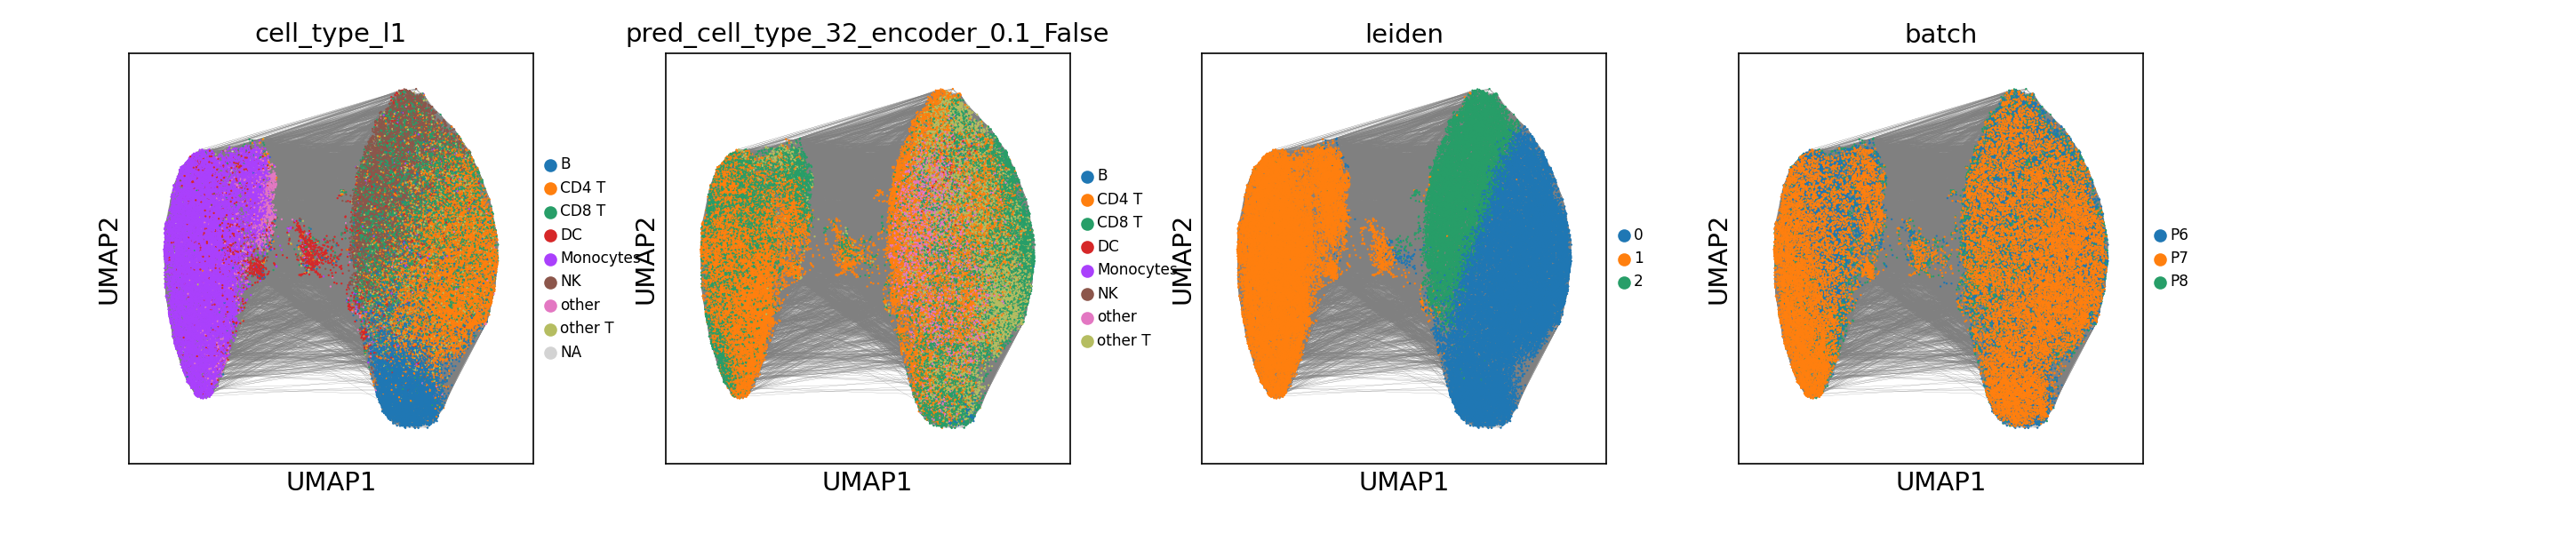 cell_type_l1
UMAP2
UMAP1
B
CD4 T
CD8 T
DC
Monocytes
NK
other
other T
NA
pred_cell_type_32_encoder_0.1_False
UMAP2
UMAP1
B
CD4 T
CD8 T
DC
Monocytes
NK
other
other T
leiden
UMAP2
UMAP1
0
1
2
batch
UMAP2
UMAP1
P6
P7
P8